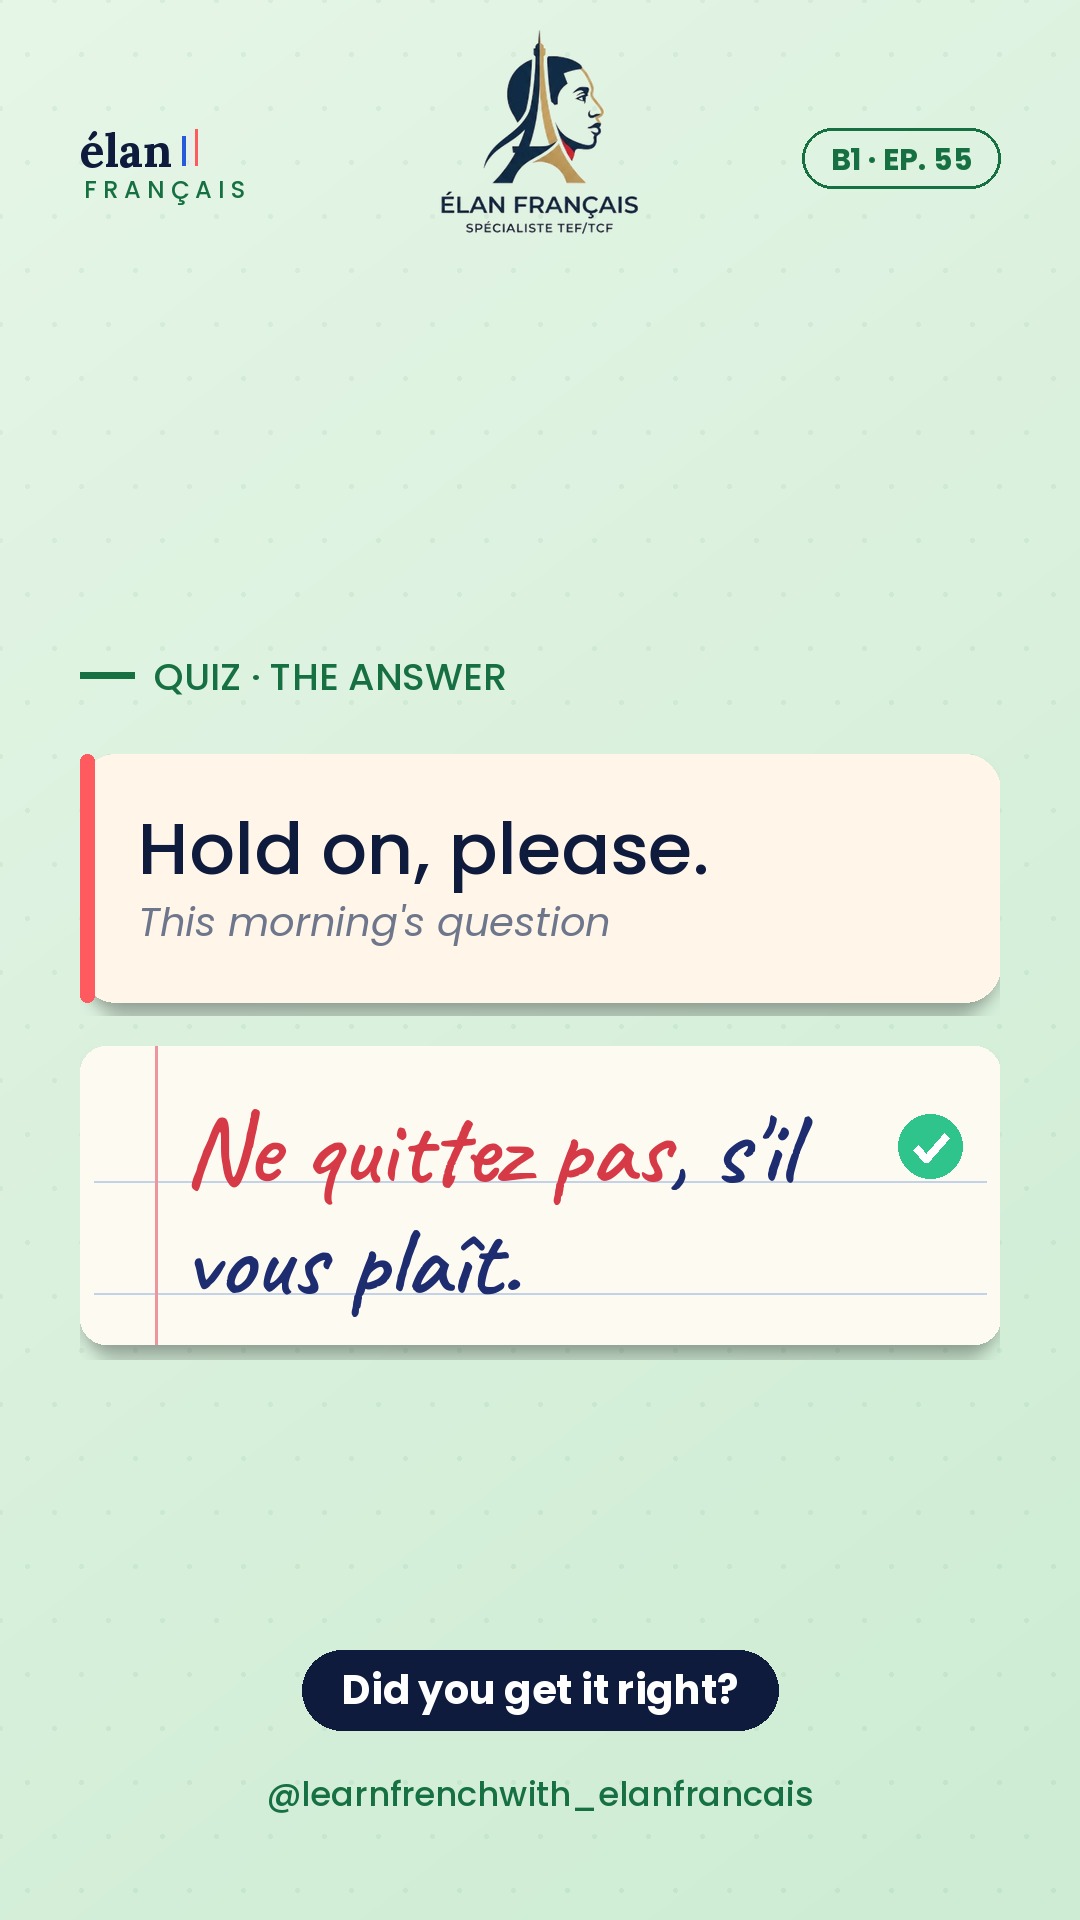 élan
FRANÇAIS
ÉLAN FRANÇAIS
SPÉCIALISTE TEF/TCF
B1 · EP. 55
QUIZ · THE ANSWER
Hold on, please.
This morning's question
Ne quittez pas, s'il
vous plaît.
Did you get it right?
@learnfrenchwith_elanfrancais